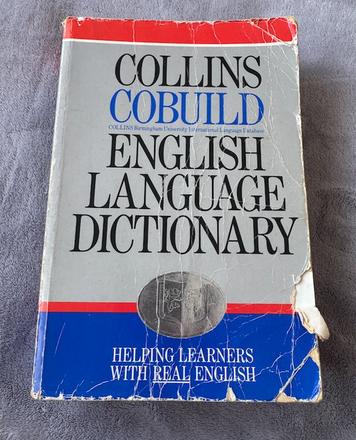 COLLINS
COBUILD
COLLINS Birmingham University International Language Database
ENGLISH
LANGUAGE
DICTIONARY
HELPING LEARNERS
WITH REAL ENGLISH